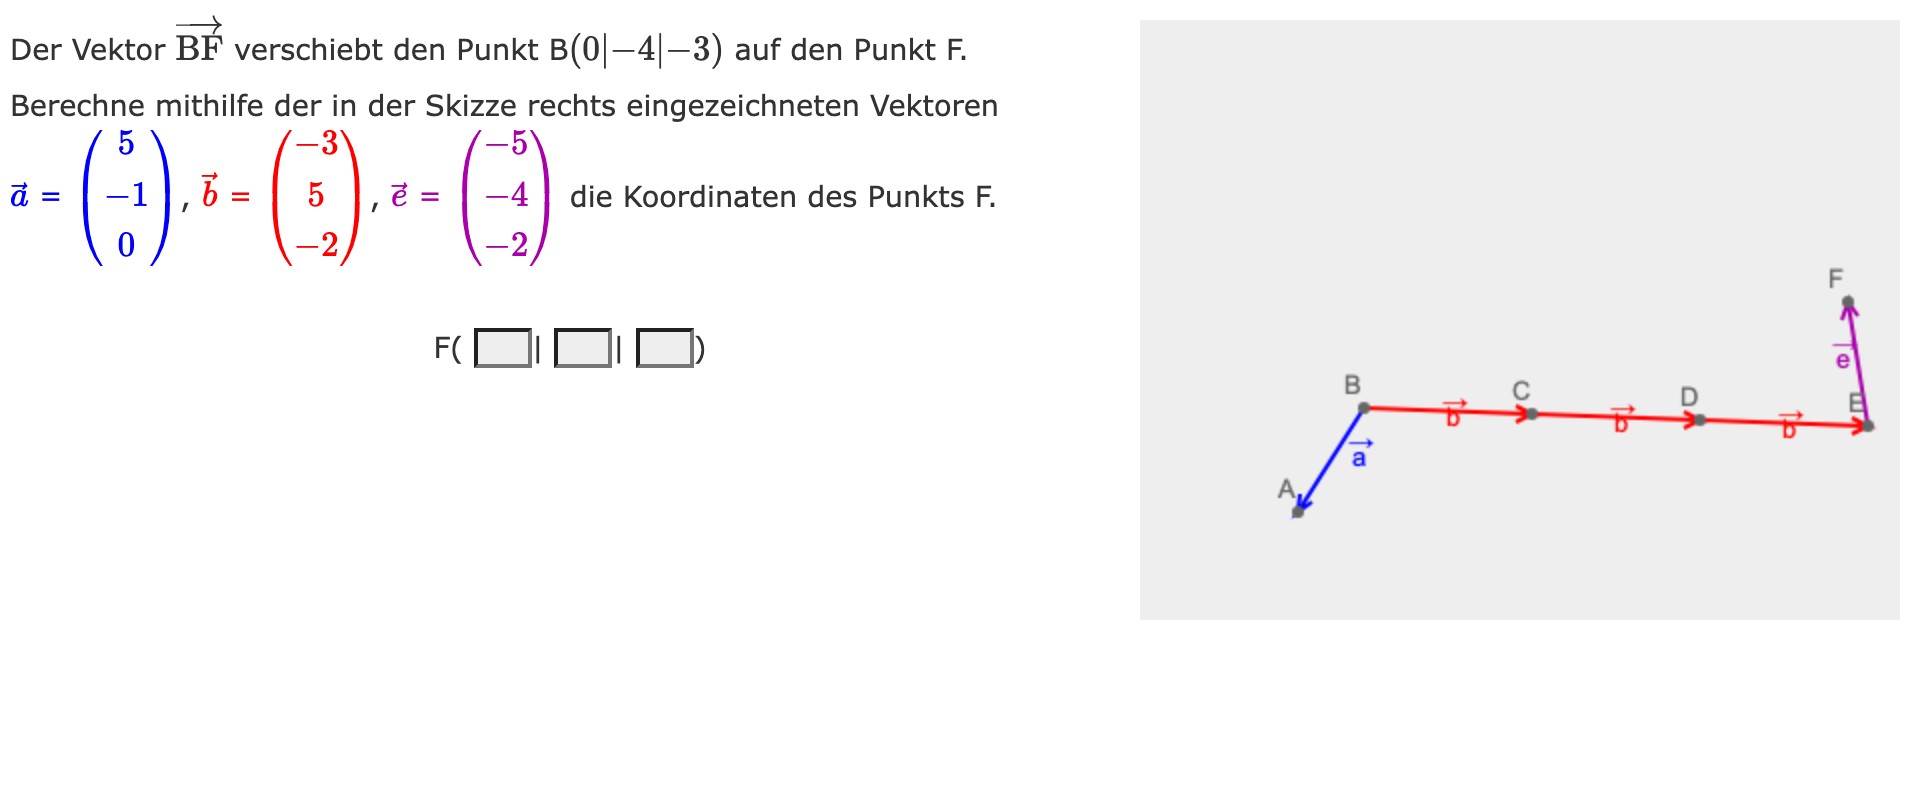 Der Vektor \overrightarrow{BF} verschiebt den Punkt B(0|−4|−3) auf den Punkt F.
Berechne mithilfe der in der Skizze rechts eingezeichneten Vektoren
\vec{a} = \begin{pmatrix} 5 \\ −1 \\ 0 \end{pmatrix}, \vec{b} = \begin{pmatrix} −3 \\ 5 \\ −2 \end{pmatrix}, \vec{e} = \begin{pmatrix} −5 \\ −4 \\ −2 \end{pmatrix} die Koordinaten des Punkts F.
F( | | )
F
\vec{e}
B
C
D
E
\vec{b}
\vec{b}
\vec{b}
\vec{a}
A